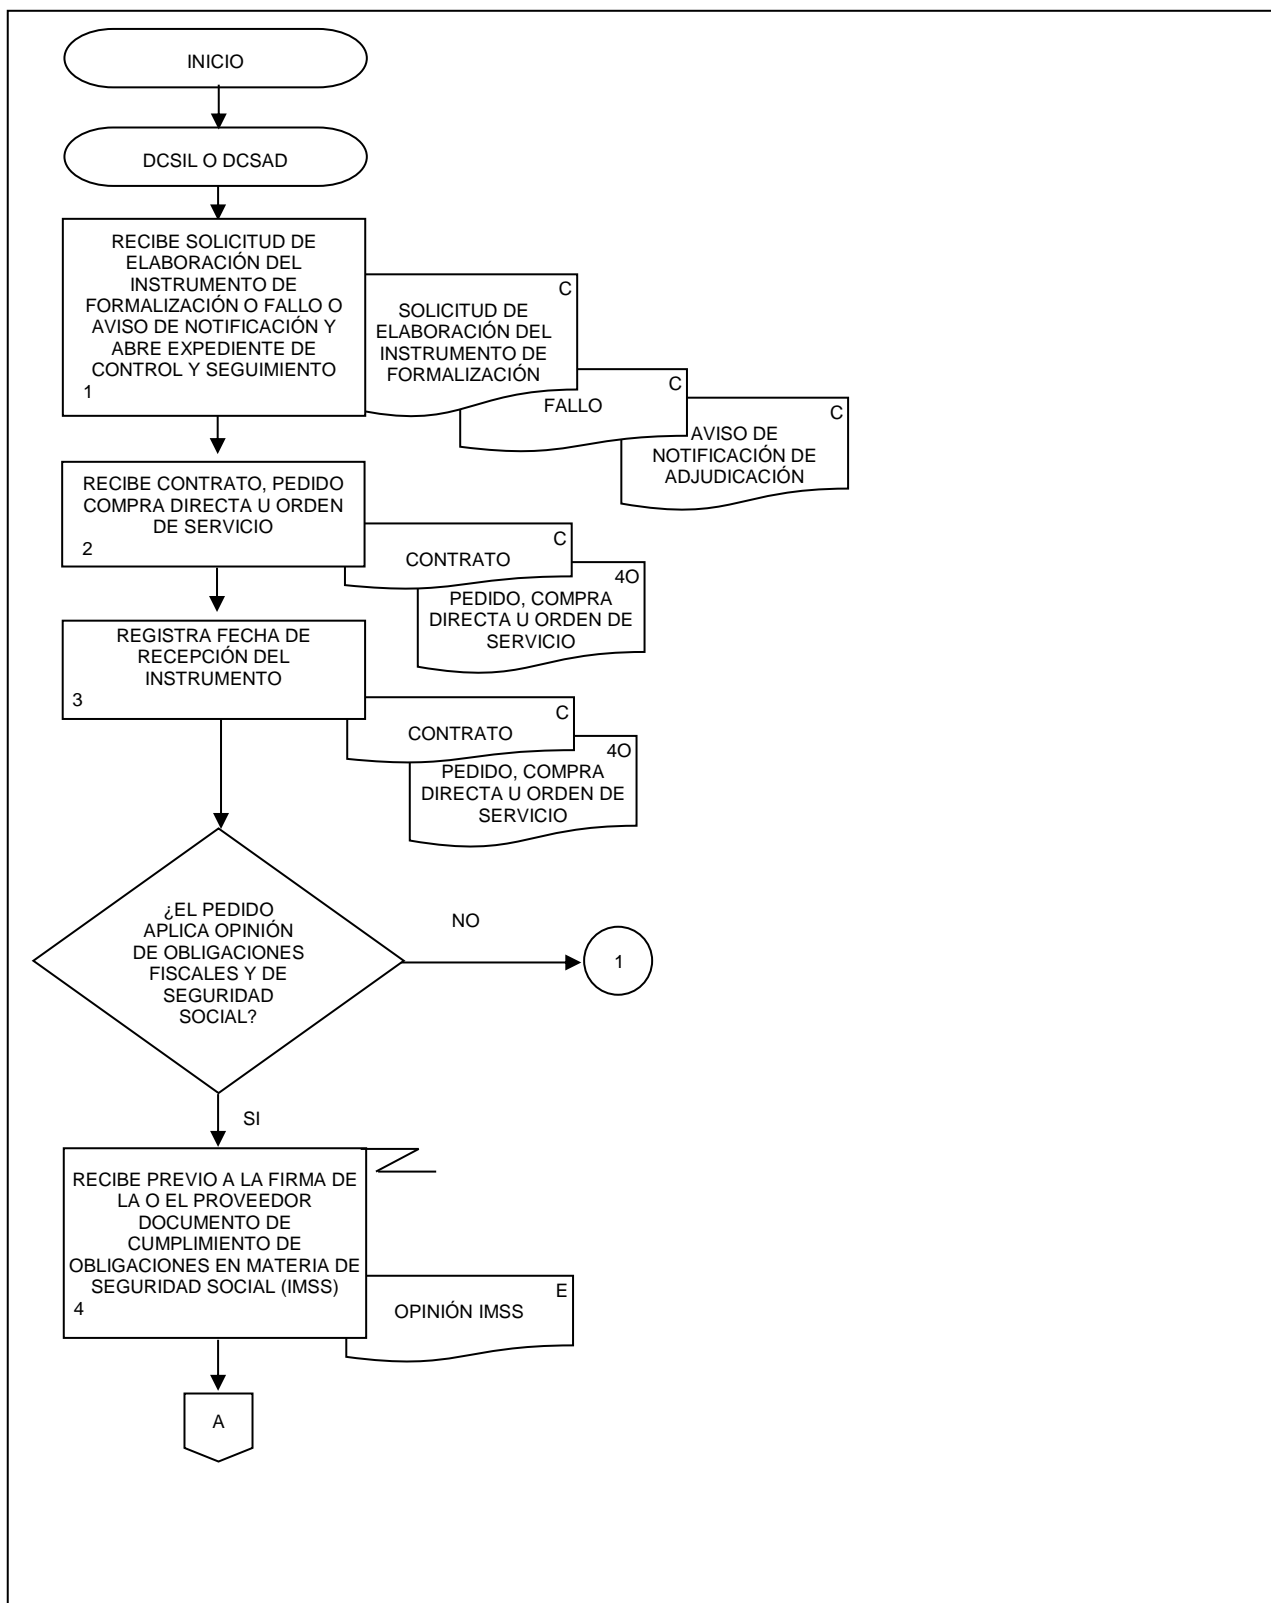 INICIO
DCSIL O DCSAD
RECIBE SOLICITUD DE
ELABORACIÓN DEL
INSTRUMENTO DE
FORMALIZACIÓN O FALLO O
AVISO DE NOTIFICACIÓN Y
ABRE EXPEDIENTE DE
CONTROL Y SEGUIMIENTO
1
C
SOLICITUD DE
ELABORACIÓN DEL
INSTRUMENTO DE
FORMALIZACIÓN
C
FALLO
C
AVISO DE
NOTIFICACIÓN DE
ADJUDICACIÓN
RECIBE CONTRATO, PEDIDO
COMPRA DIRECTA U ORDEN
DE SERVICIO
2
C
CONTRATO
4O
PEDIDO, COMPRA
DIRECTA U ORDEN DE
SERVICIO
REGISTRA FECHA DE
RECEPCIÓN DEL
INSTRUMENTO
3
C
CONTRATO
4O
PEDIDO, COMPRA
DIRECTA U ORDEN DE
SERVICIO
¿EL PEDIDO
APLICA OPINIÓN
DE OBLIGACIONES
FISCALES Y DE
SEGURIDAD
SOCIAL?
NO
1
SI
RECIBE PREVIO A LA FIRMA DE
LA O EL PROVEEDOR
DOCUMENTO DE
CUMPLIMIENTO DE
OBLIGACIONES EN MATERIA DE
SEGURIDAD SOCIAL (IMSS)
4
E
OPINIÓN IMSS
A